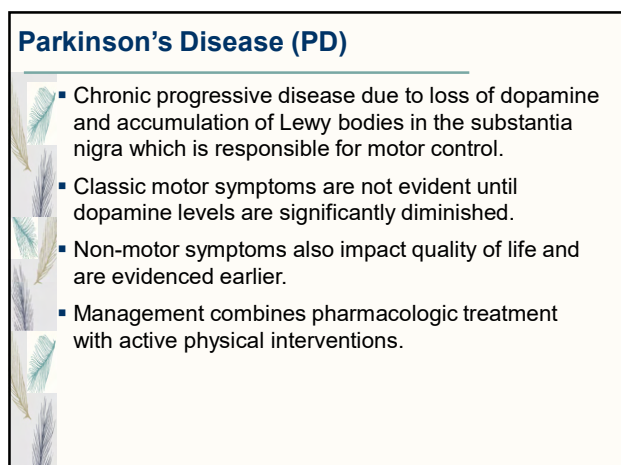 Parkinson’s Disease (PD)
▪ Chronic progressive disease due to loss of dopamine
and accumulation of Lewy bodies in the substantia
nigra which is responsible for motor control.
▪ Classic motor symptoms are not evident until
dopamine levels are significantly diminished.
▪ Non-motor symptoms also impact quality of life and
are evidenced earlier.
▪ Management combines pharmacologic treatment
with active physical interventions.